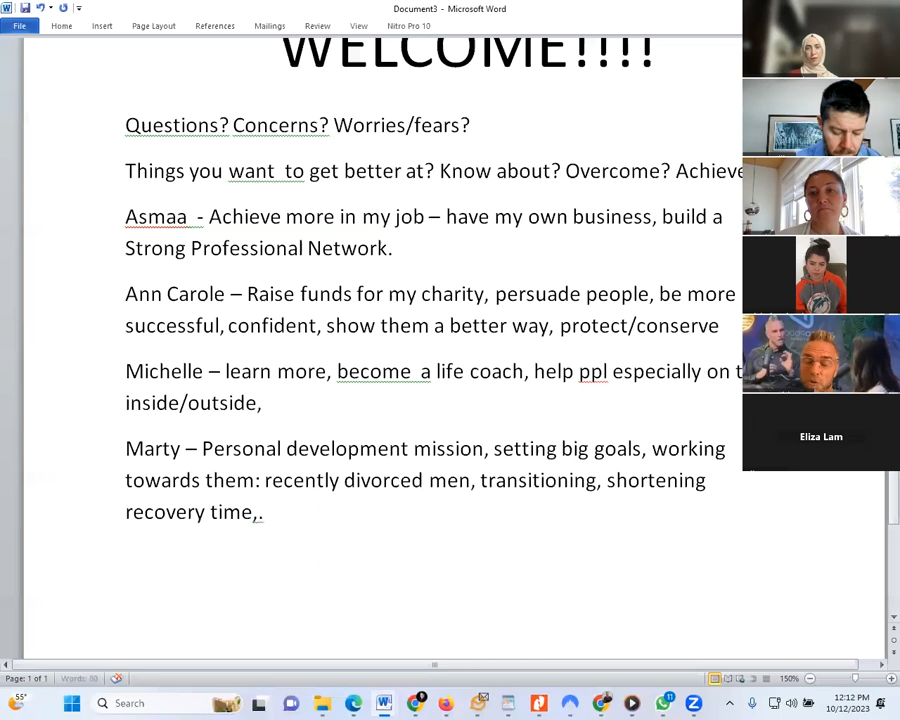 Document3 - Microsoft Word
File Home Insert Page Layout References Mailings Review View Nitro Pro 10
WELCOME!!!!
Questions? Concerns? Worries/fears?
Things you want  to get better at? Know about? Overcome? Achieve
Asmaa  - Achieve more in my job – have my own business, build a
Strong Professional Network.
Ann Carole – Raise funds for my charity, persuade people, be more
successful, confident, show them a better way, protect/conserve
Michelle – learn more, become  a life coach, help ppl especially on t
inside/outside,
Marty – Personal development mission, setting big goals, working
towards them: recently divorced men, transitioning, shortening
recovery time,.
Eliza Lam
Page: 1 of 1 Words: 80 150%
55° Search 11 12:12 PM
10/12/2023